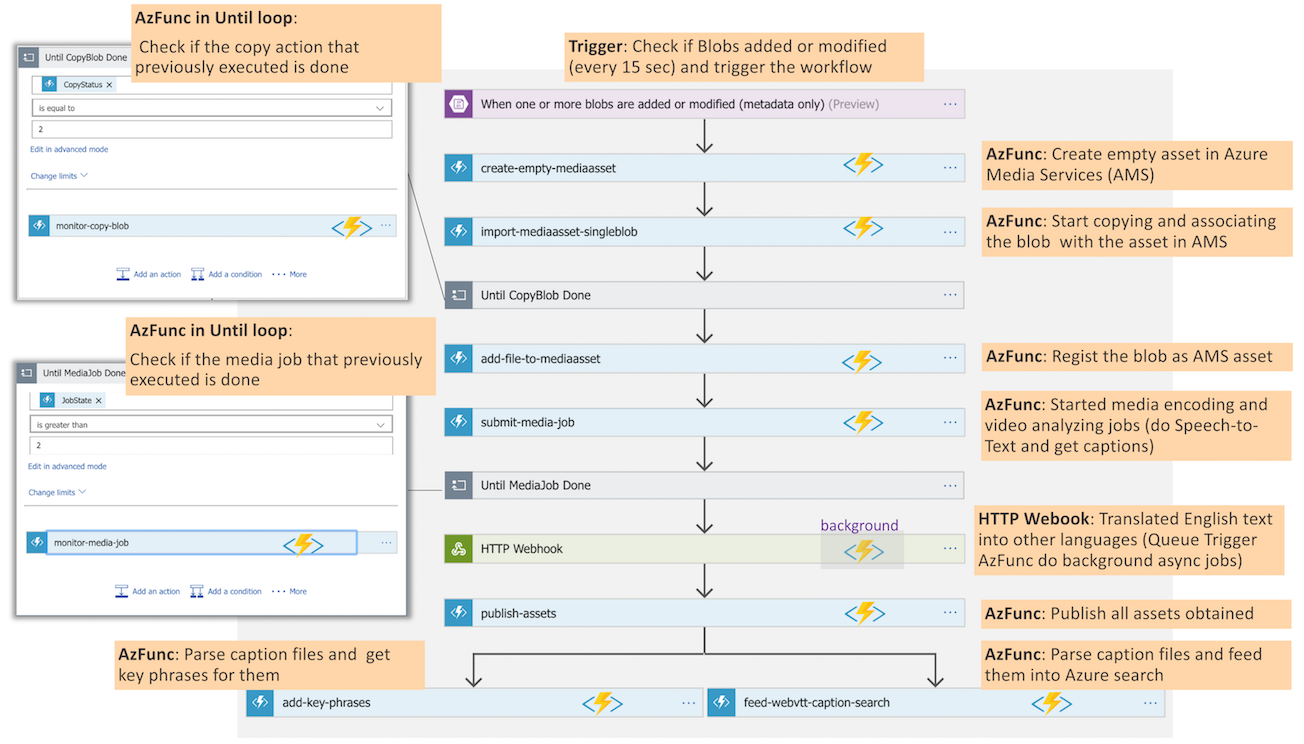 AzFunc in Until loop:
Check if the copy action that
previously executed is done
Until CopyBlob Done
CopyStatus ×
is equal to
2
Edit in advanced mode
Change limits
monitor-copy-blob
...
Add an action
Add a condition
... More
AzFunc in Until loop:
Check if the media job that previously
executed is done
Until MediaJob Done
JobState ×
is greater than
2
Edit in advanced mode
Change limits
monitor-media-job
...
Add an action
Add a condition
... More
Trigger: Check if Blobs added or modified
(every 15 sec) and trigger the workflow
When one or more blobs are added or modified (metadata only) (Preview)
...
create-empty-mediaasset
...
AzFunc: Create empty asset in Azure
Media Services (AMS)
import-mediaasset-singleblob
...
AzFunc: Start copying and associating
the blob with the asset in AMS
Until CopyBlob Done
...
add-file-to-mediaasset
...
AzFunc: Regist the blob as AMS asset
submit-media-job
...
AzFunc: Started media encoding and
video analyzing jobs (do Speech-to-
Text and get captions)
Until MediaJob Done
...
background
HTTP Webhook
...
HTTP Webook: Translated English text
into other languages (Queue Trigger
AzFunc do background async jobs)
publish-assets
...
AzFunc: Publish all assets obtained
AzFunc: Parse caption files and get
key phrases for them
add-key-phrases
...
AzFunc: Parse caption files and feed
them into Azure search
feed-webvtt-caption-search
...